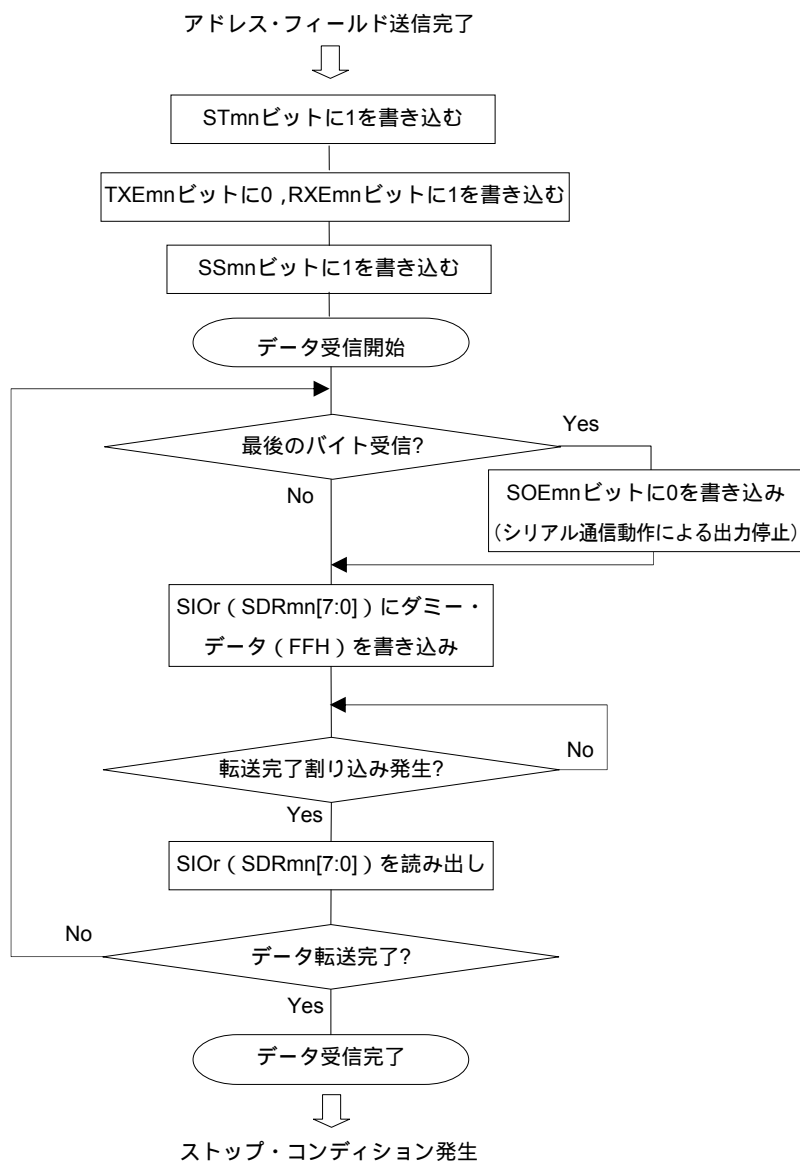 アドレス・フィールド送信完了
STmnビットに1を書き込む
TXEmnビットに0 ,RXEmnビットに1を書き込む
SSmnビットに1を書き込む
データ受信開始
最後のバイト受信?
Yes
No
SOEmnビットに0を書き込み
(シリアル通信動作による出力停止)
SIOr ( SDRmn[7:0] ) にダミー・
データ ( FFH ) を書き込み
転送完了割り込み発生?
No
Yes
SIOr ( SDRmn[7:0] ) を読み出し
データ転送完了?
No
Yes
データ受信完了
ストップ・コンディション発生